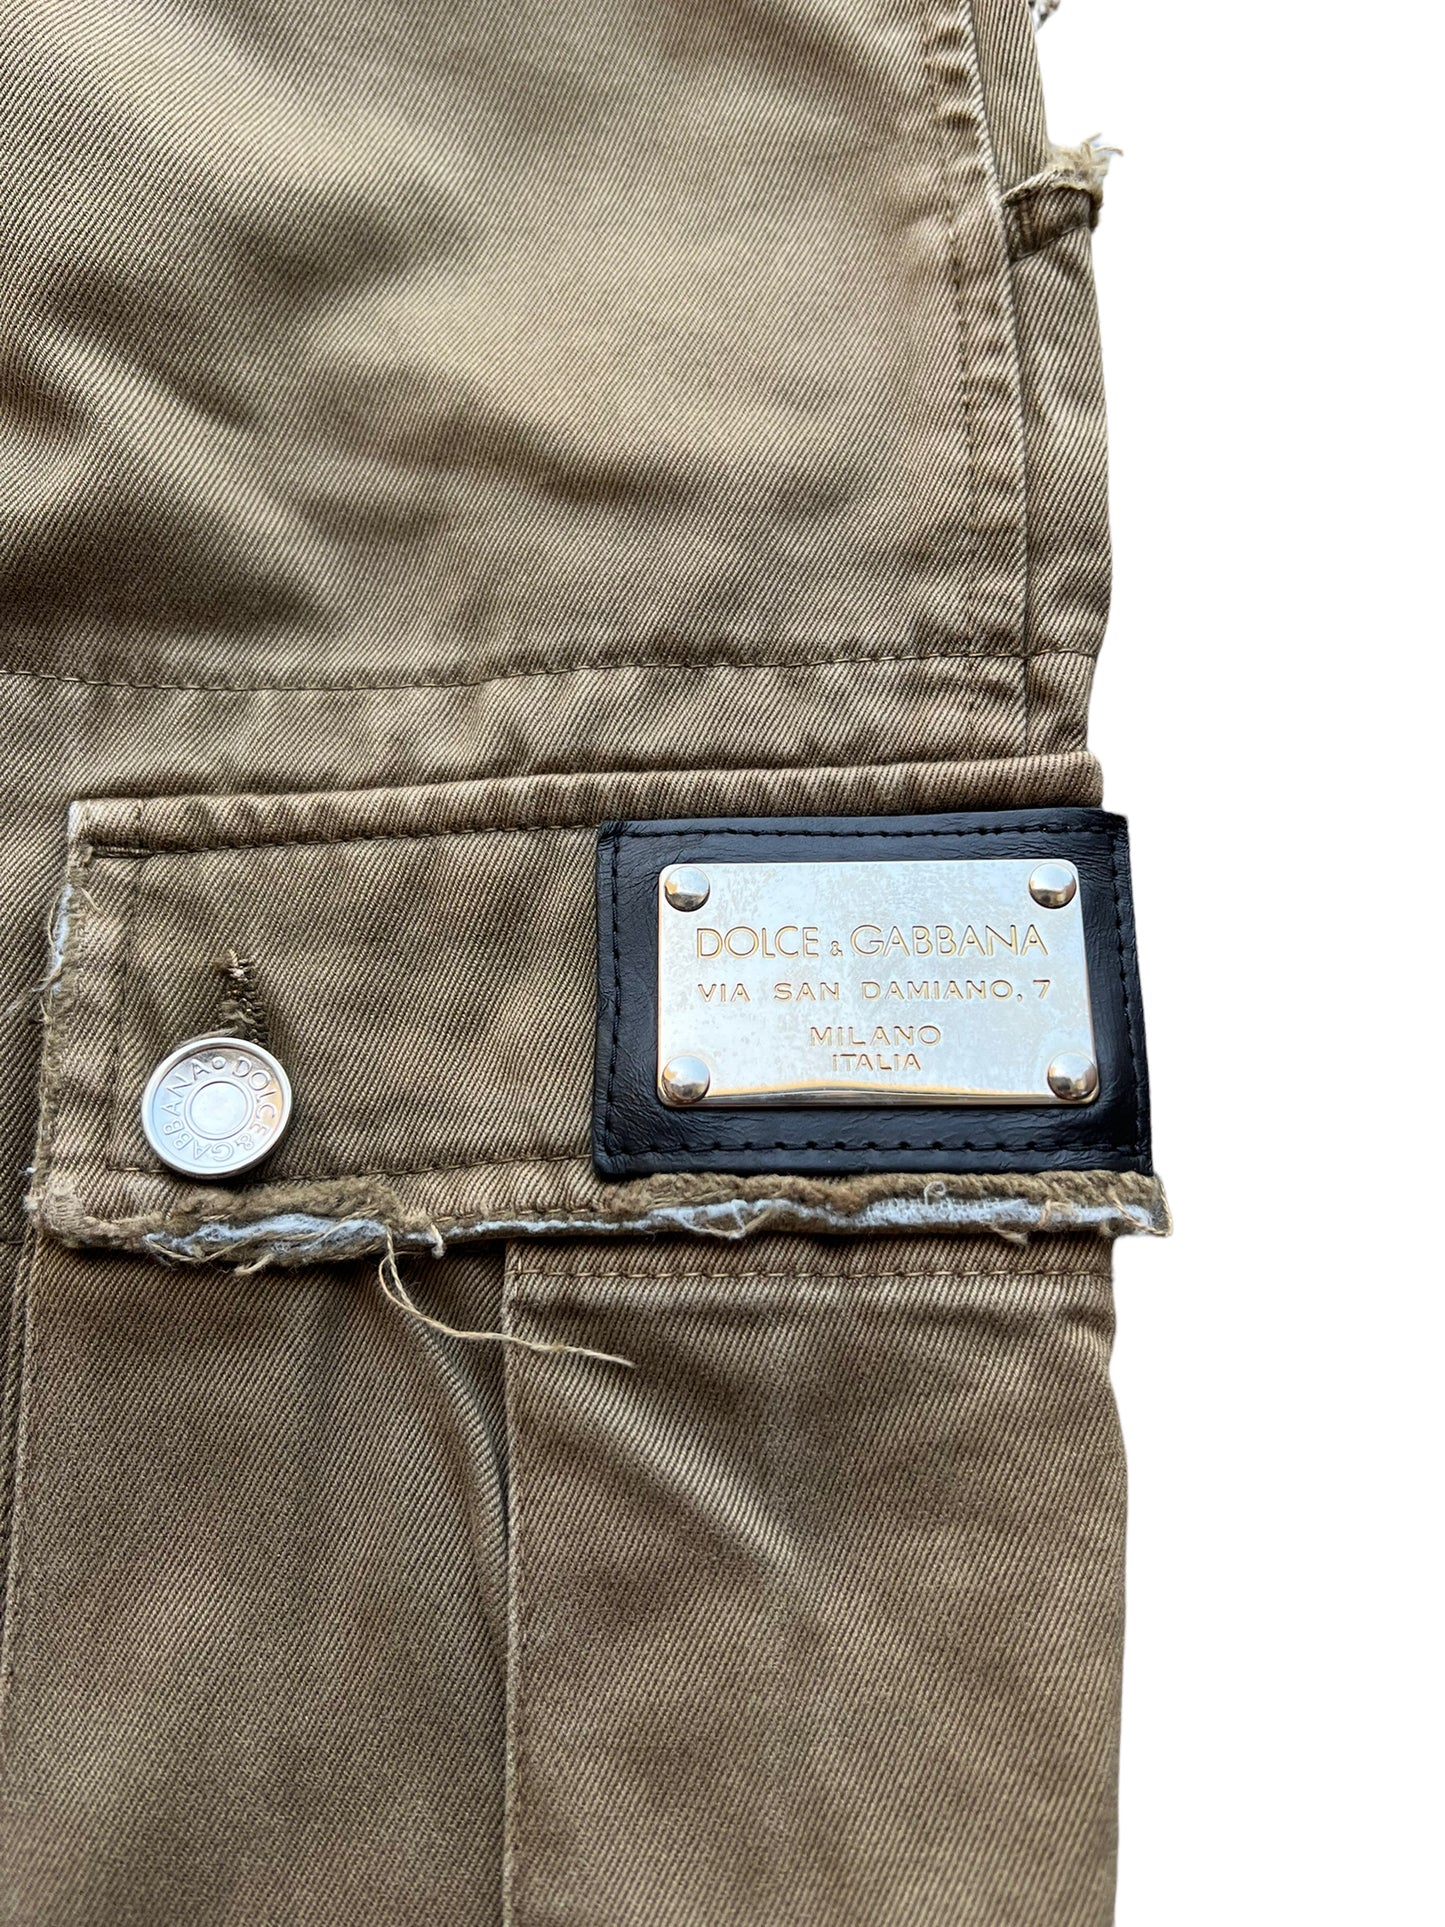 DOLCE & GABBANA
VIA SAN DAMIANO, 7
MILANO
ITALIA
DOLCE & GABBANA